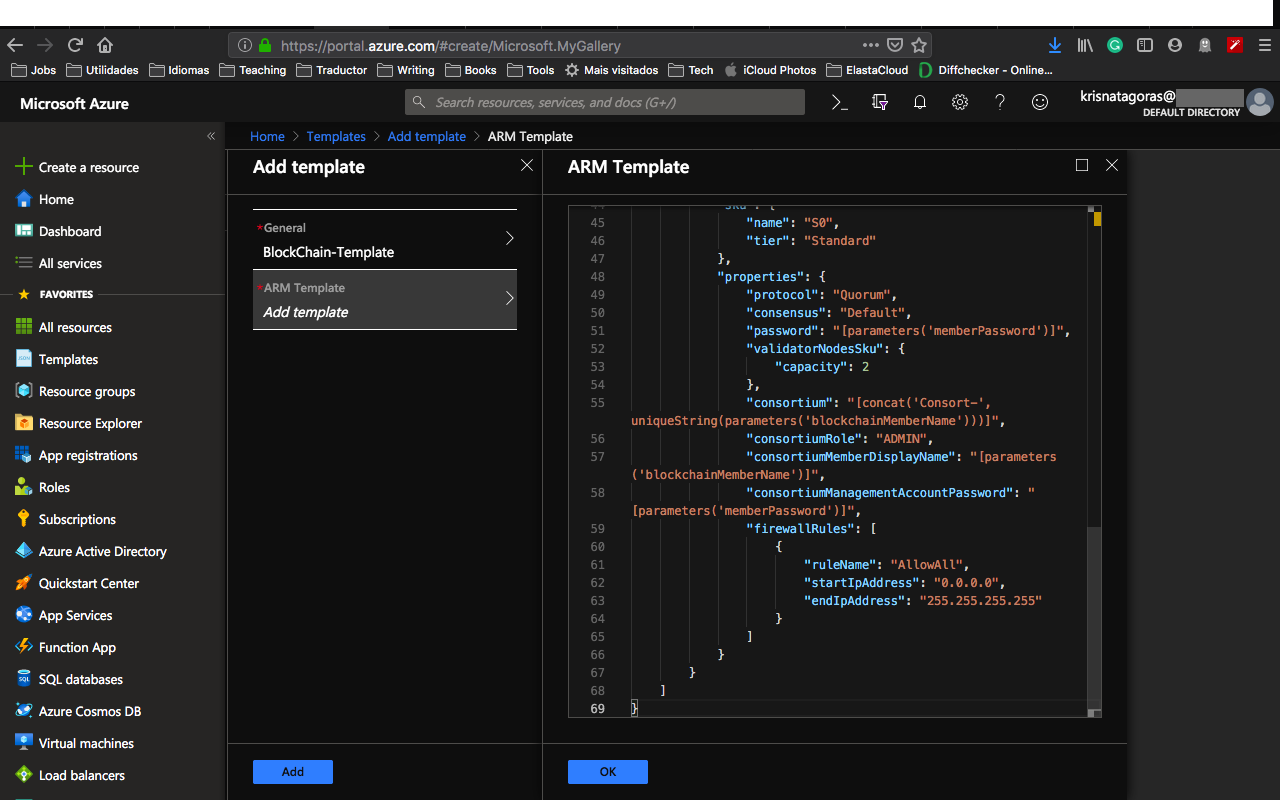 https://portal.azure.com/#create/Microsoft.MyGallery
Jobs Utilidades Idiomas Teaching Traductor Writing Books Tools Mais visitados Tech iCloud Photos ElastaCloud Diffchecker - Online...
Microsoft Azure
Search resources, services, and docs (G+/)
krisnatagoras@
DEFAULT DIRECTORY
Home > Templates > Add template > ARM Template
Create a resource
Home
Dashboard
All services
FAVORITES
All resources
Templates
Resource groups
Resource Explorer
App registrations
Roles
Subscriptions
Azure Active Directory
Quickstart Center
App Services
Function App
SQL databases
Azure Cosmos DB
Virtual machines
Load balancers
Add template
*General
BlockChain-Template
*ARM Template
Add template
Add
ARM Template
45 "name": "S0",
46 "tier": "Standard"
47 },
48 "properties": {
49 "protocol": "Quorum",
50 "consensus": "Default",
51 "password": "[parameters('memberPassword')]",
52 "validatorNodesSku": {
53 "capacity": 2
54 },
55 "consortium": "[concat('Consort-',
uniqueString(parameters('blockchainMemberName')))]",
56 "consortiumRole": "ADMIN",
57 "consortiumMemberDisplayName": "[parameters
('blockchainMemberName')]",
58 "consortiumManagementAccountPassword": "
[parameters('memberPassword')]",
59 "firewallRules": [
60 {
61 "ruleName": "AllowAll",
62 "startIpAddress": "0.0.0.0",
63 "endIpAddress": "255.255.255.255"
64 }
65 ]
66 }
67 }
68 ]
69 }
OK